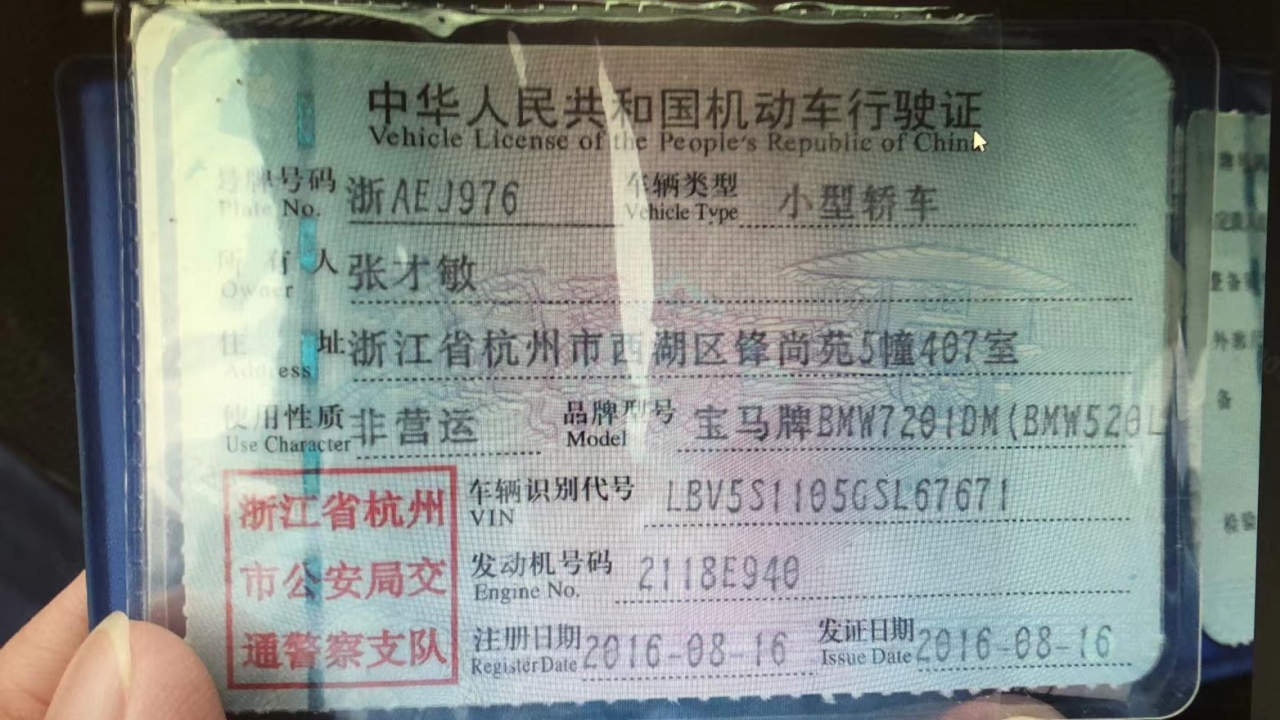 中华人民共和国机动车行驶证
Vehicle License of the People's Republic of China
号牌号码 浙AEJ976 车辆类型 小型轿车
Plate No. Vehicle Type
所有人 张才敏
Owner
住址 浙江省杭州市西湖区锋尚苑5幢407室
Address
使用性质 非营运 品牌型号 宝马牌BMW7201DM(BMW520L
Use Character Model
浙江省杭州
市公安局交
通警察支队
车辆识别代号 LBV5S1105GSL67671
VIN
发动机号码 2118E940
Engine No.
注册日期 2016-08-16 发证日期 2016-08-16
Register Date Issue Date